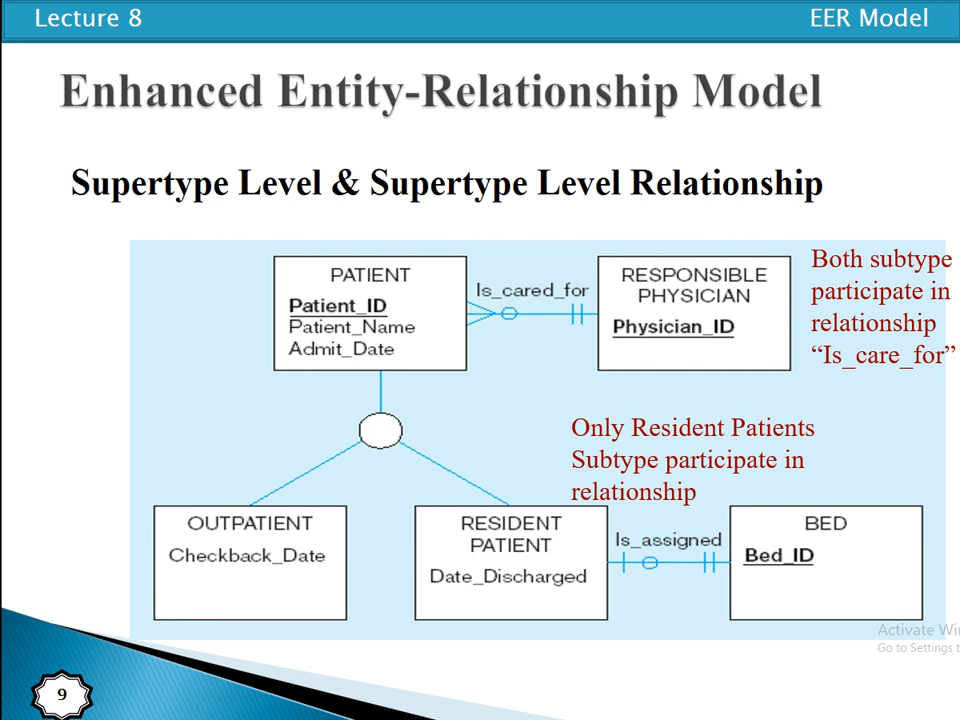 Lecture 8
EER Model
Enhanced Entity-Relationship Model
Supertype Level & Supertype Level Relationship
PATIENT
Patient_ID
Patient_Name
Admit_Date
Is_cared_for
RESPONSIBLE
PHYSICIAN
Physician_ID
Both subtype
participate in
relationship
“Is_care_for”
Only Resident Patients
Subtype participate in
relationship
OUTPATIENT
Checkback_Date
RESIDENT
PATIENT
Date_Discharged
Is_assigned
BED
Bed_ID
Activate Wi
Go to Settings t
9